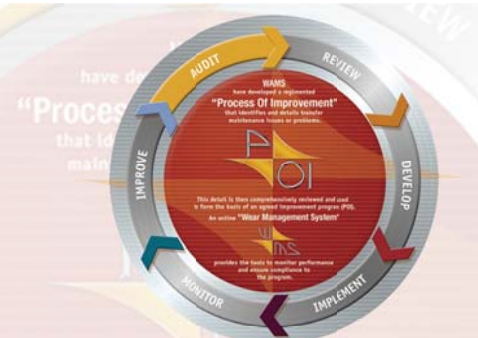 AUDIT
REVIEW
DEVELOP
IMPLEMENT
MONITOR
IMPROVE
WAMS
have developed a regimented
"Process Of Improvement"
that identifies and details transfer
maintenance issues or problems.
POI
This detail is then comprehensively reviewed and used
to form the basis of an agreed improvement program (POI).
An online "Wear Management System"
WMS
provides the tools to monitor performance
and ensure compliance to
the program.
have de
"Proces
that id
main